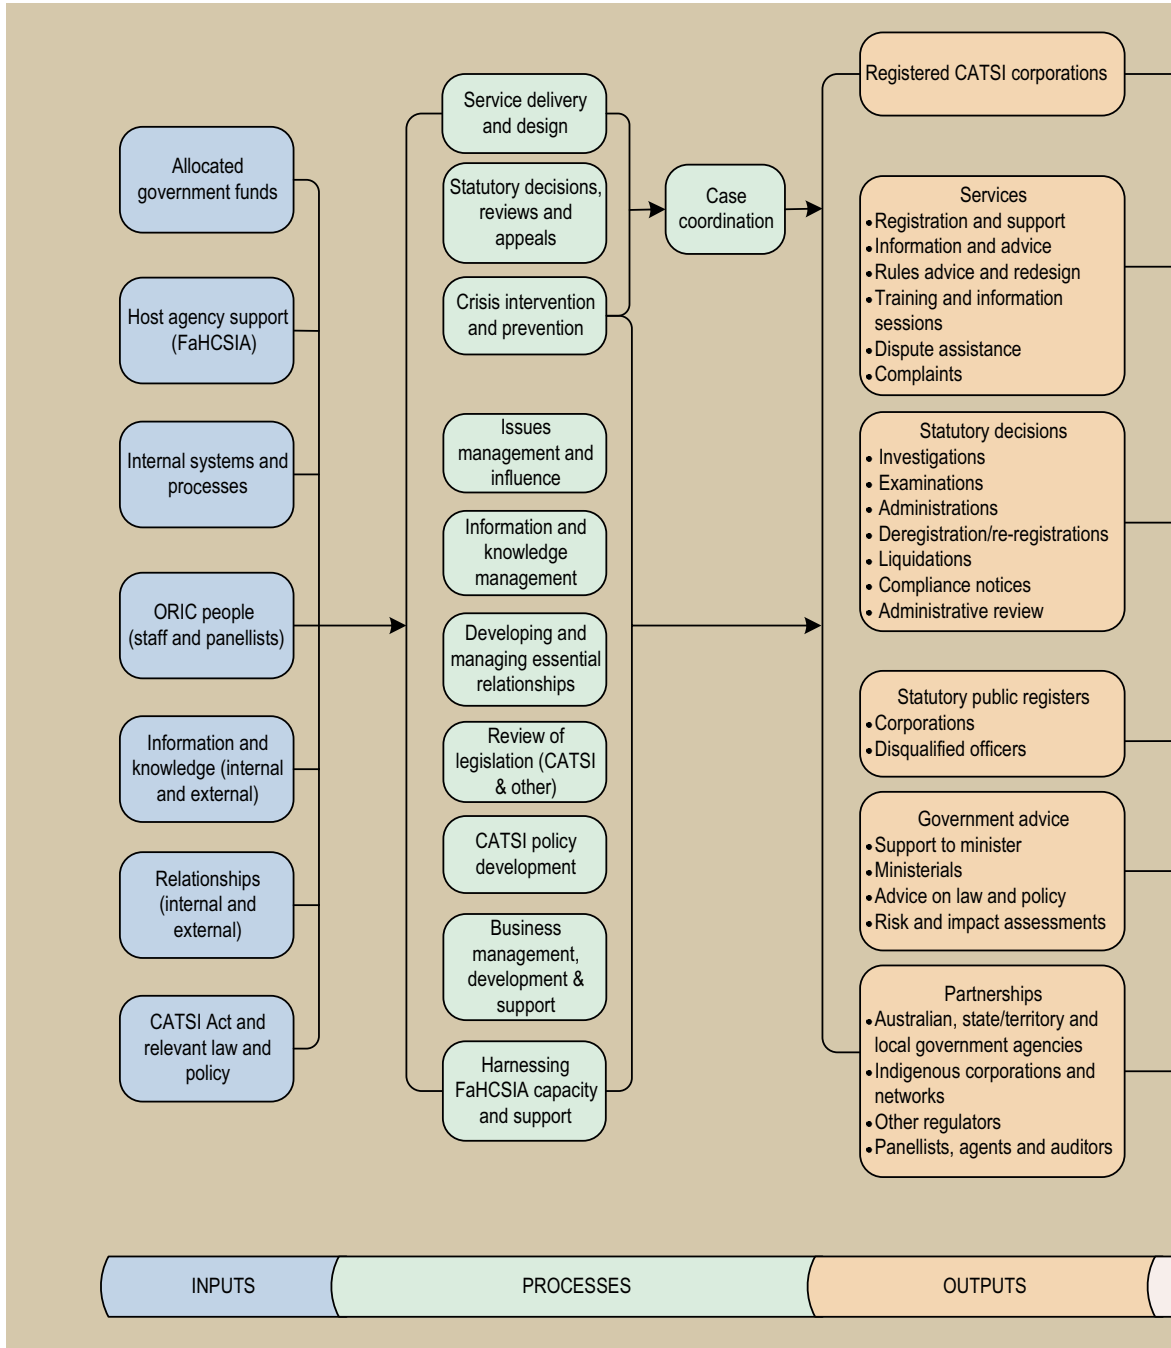 Allocated
government funds
Host agency support
(FaHCSIA)
Internal systems and
processes
ORIC people
(staff and panellists)
Information and
knowledge (internal
and external)
Relationships
(internal and
external)
CATSI Act and
relevant law and
policy
Service delivery
and design
Statutory decisions,
reviews and
appeals
Crisis intervention
and prevention
Issues
management and
influence
Information and
knowledge
management
Developing and
managing essential
relationships
Review of
legislation (CATSI
& other)
CATSI policy
development
Business
management,
development &
support
Harnessing
FaHCSIA capacity
and support
Case
coordination
Registered CATSI corporations
Services
• Registration and support
• Information and advice
• Rules advice and redesign
• Training and information
sessions
• Dispute assistance
• Complaints
Statutory decisions
• Investigations
• Examinations
• Administrations
• Deregistration/re-registrations
• Liquidations
• Compliance notices
• Administrative review
Statutory public registers
• Corporations
• Disqualified officers
Government advice
• Support to minister
• Ministerials
• Advice on law and policy
• Risk and impact assessments
Partnerships
• Australian, state/territory and
local government agencies
• Indigenous corporations and
networks
• Other regulators
• Panellists, agents and auditors
INPUTS
PROCESSES
OUTPUTS